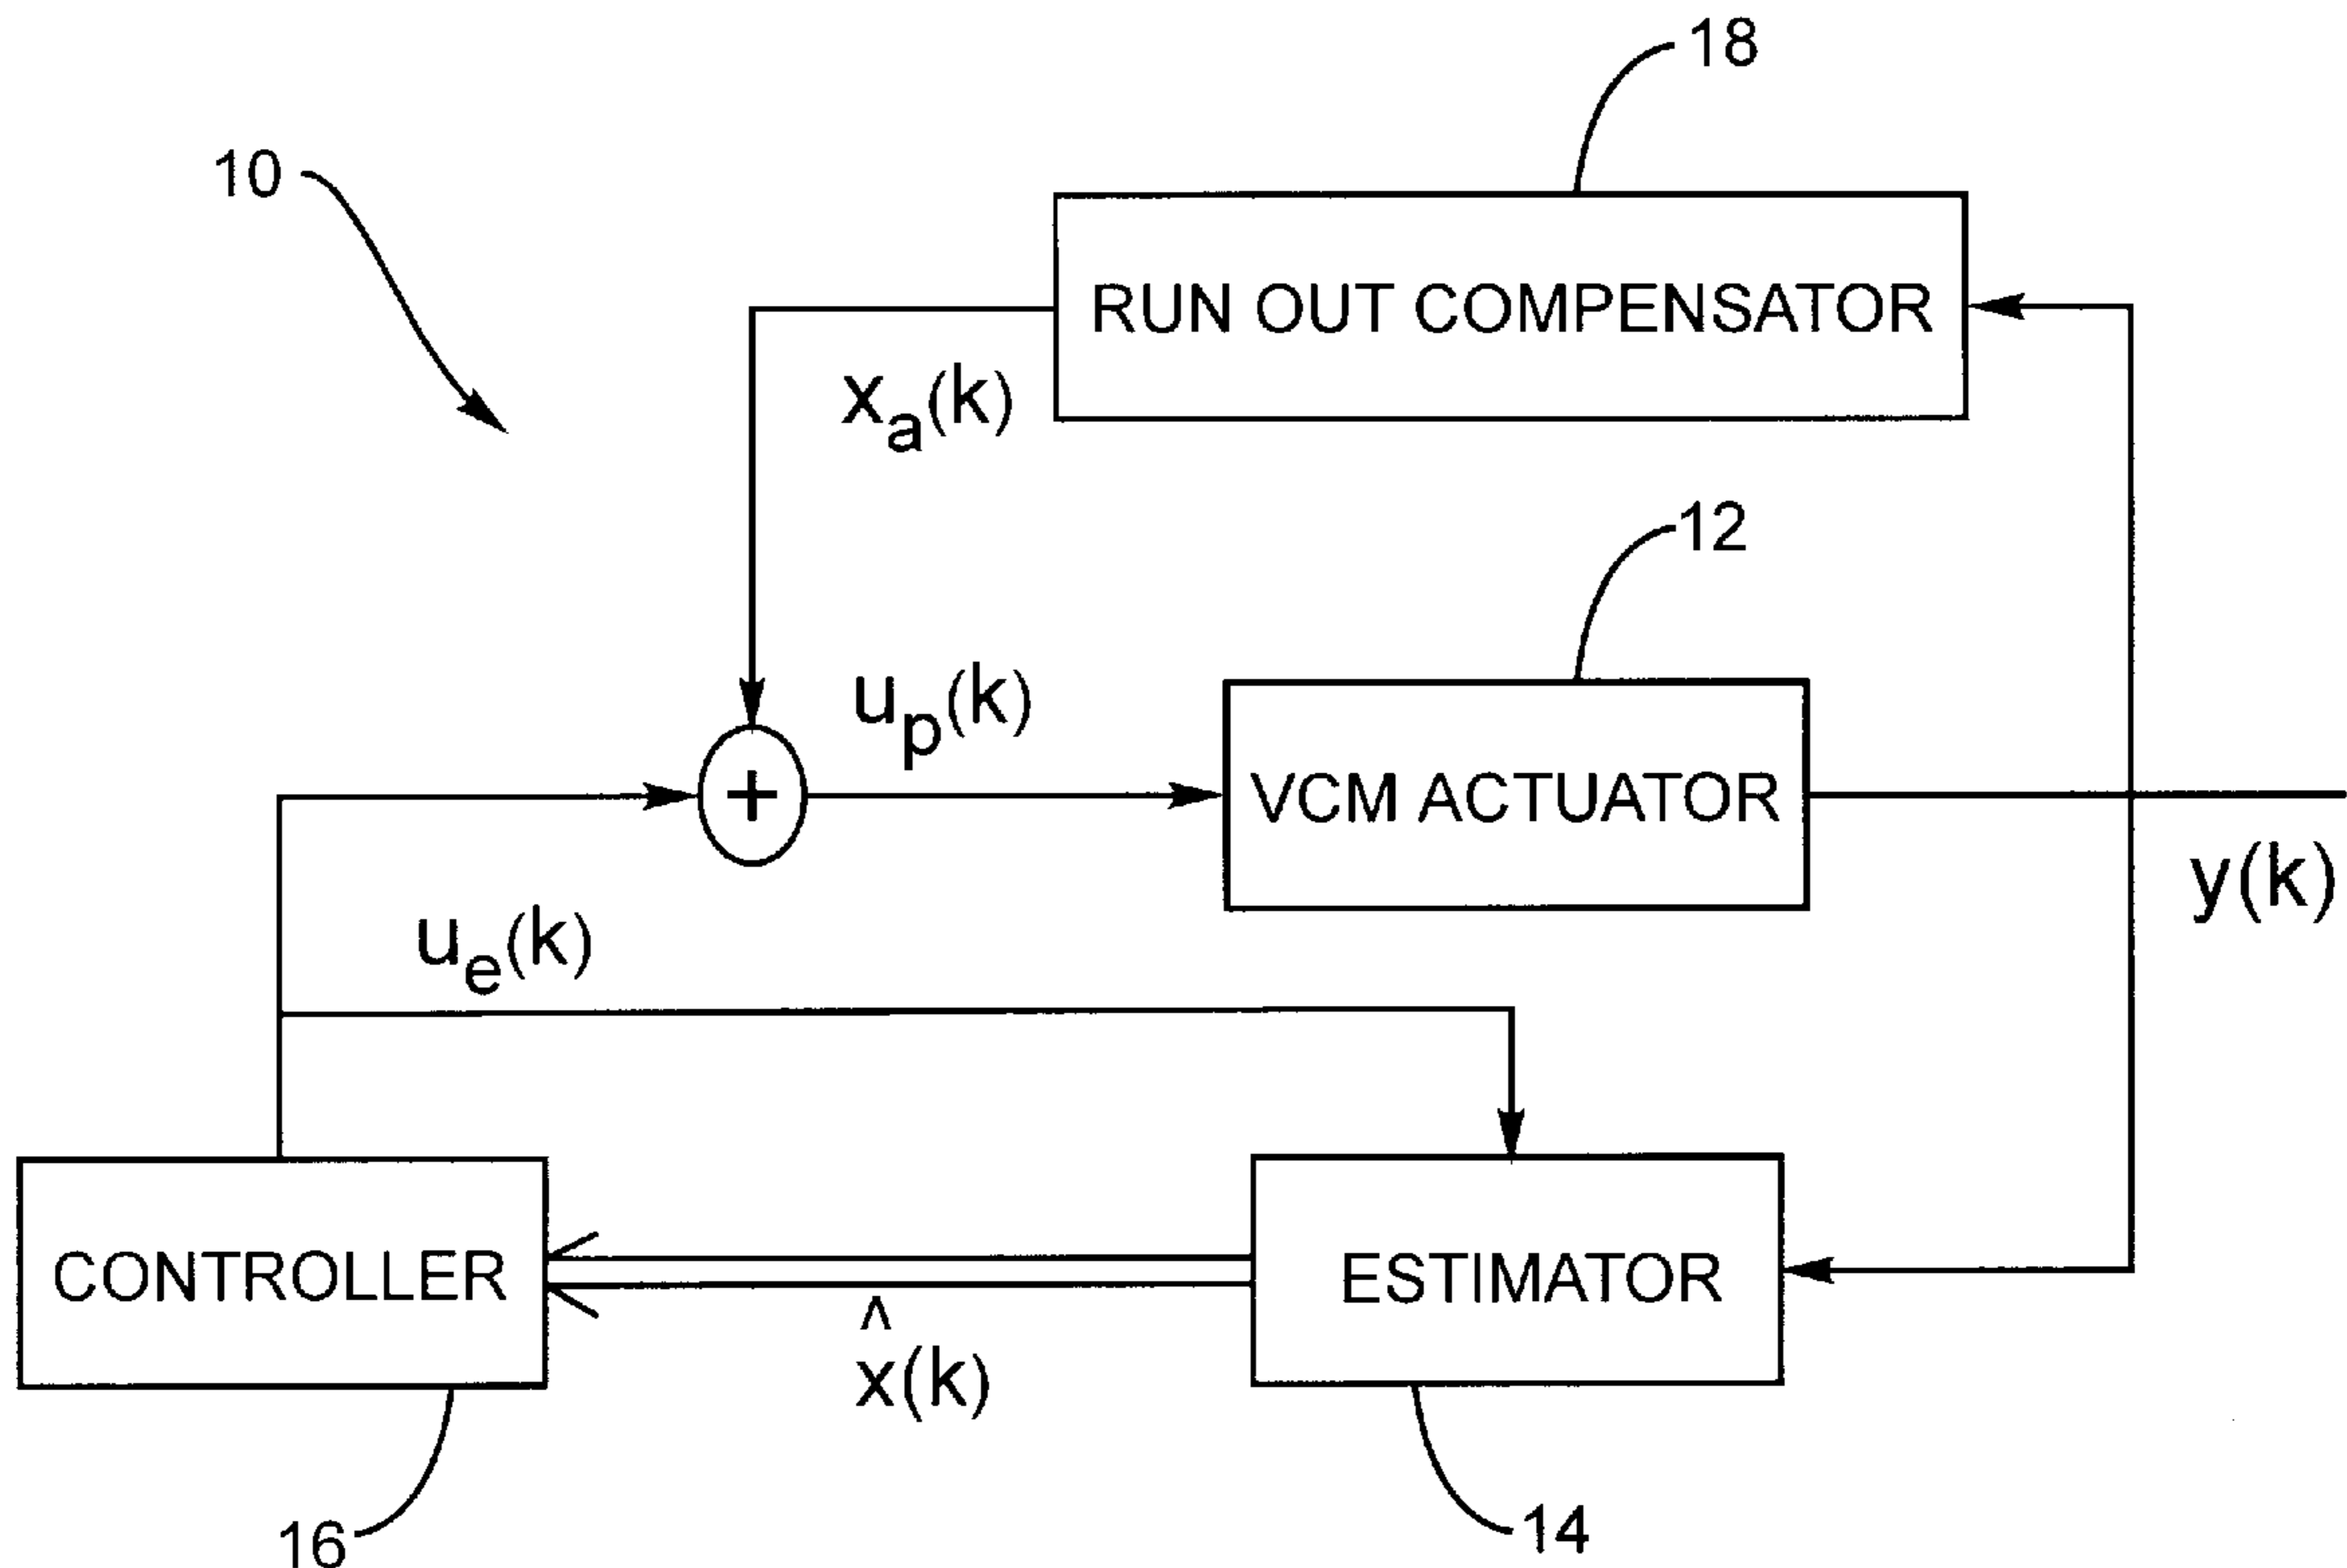 18
10
RUN OUT COMPENSATOR
xₐ(k)
12
uₚ(k)
+
VCM ACTUATOR
y(k)
uₑ(k)
CONTROLLER
ESTIMATOR
x̂(k)
16
14